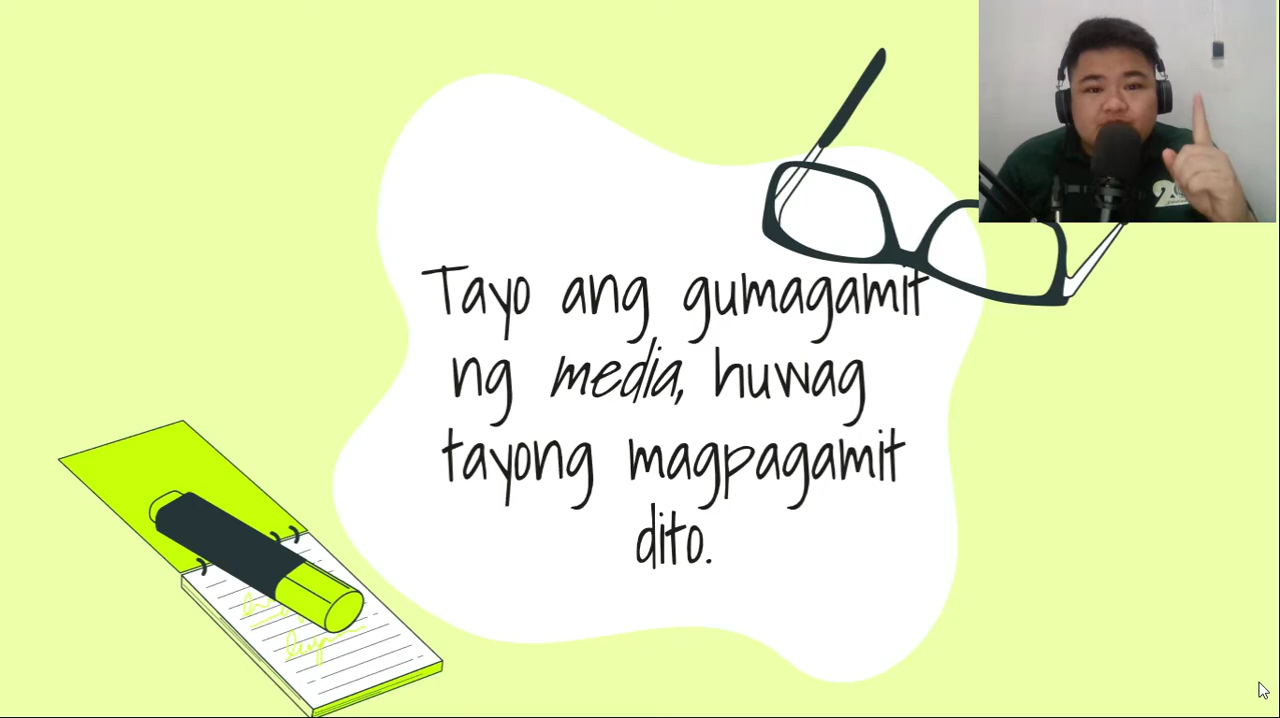 Tayo ang gumagamit
ng media, huwag
tayong magpagamit
dito.